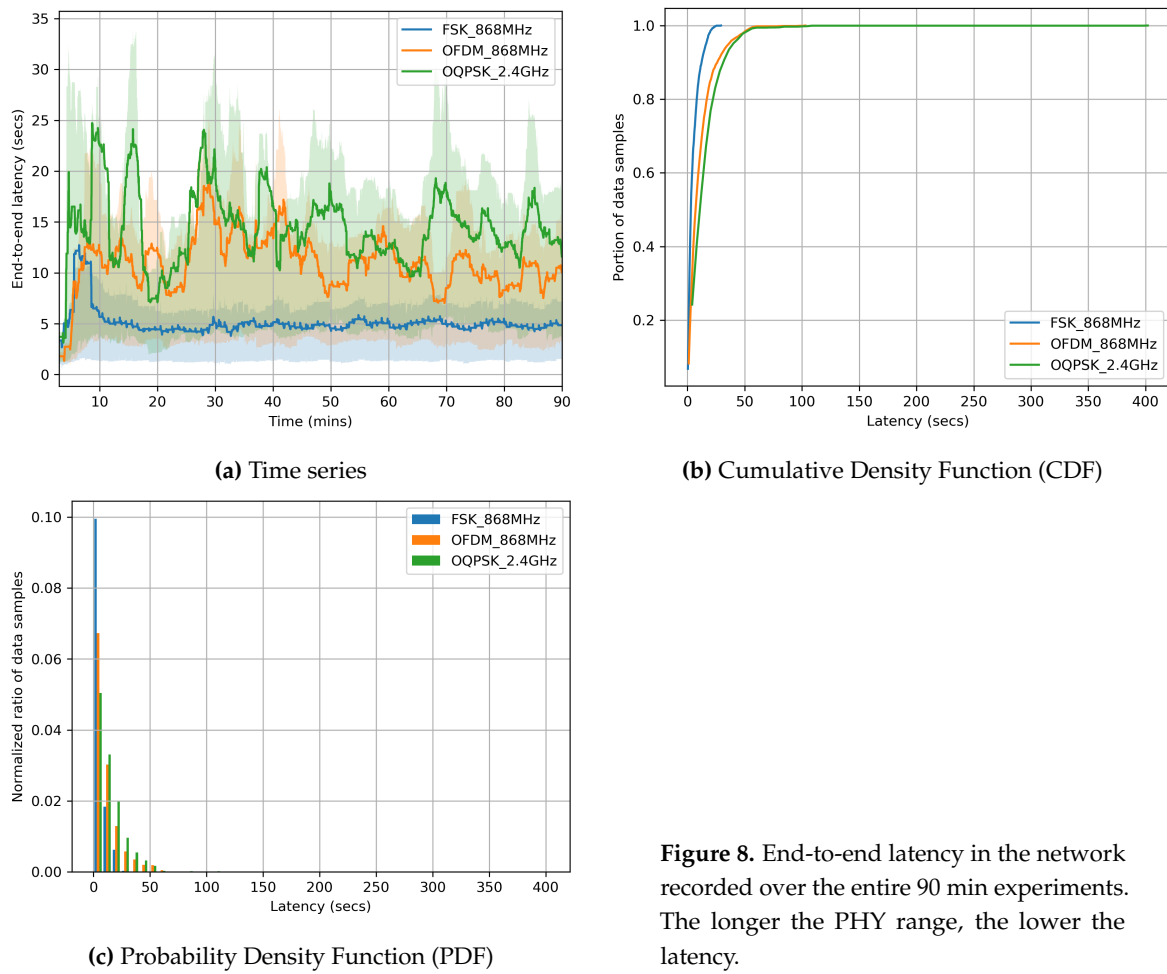 35
30
25
20
15
10
5
0
End-to-end latency (secs)
FSK_868MHz
OFDM_868MHz
OQPSK_2.4GHz
10 20 30 40 50 60 70 80 90
Time (mins)
(a) Time series
1.0
0.8
0.6
0.4
0.2
Portion of data samples
FSK_868MHz
OFDM_868MHz
OQPSK_2.4GHz
0 50 100 150 200 250 300 350 400
Latency (secs)
(b) Cumulative Density Function (CDF)
0.10
0.08
0.06
0.04
0.02
0.00
Normalized ratio of data samples
FSK_868MHz
OFDM_868MHz
OQPSK_2.4GHz
0 50 100 150 200 250 300 350 400
Latency (secs)
(c) Probability Density Function (PDF)
Figure 8. End-to-end latency in the network
recorded over the entire 90 min experiments.
The longer the PHY range, the lower the
latency.